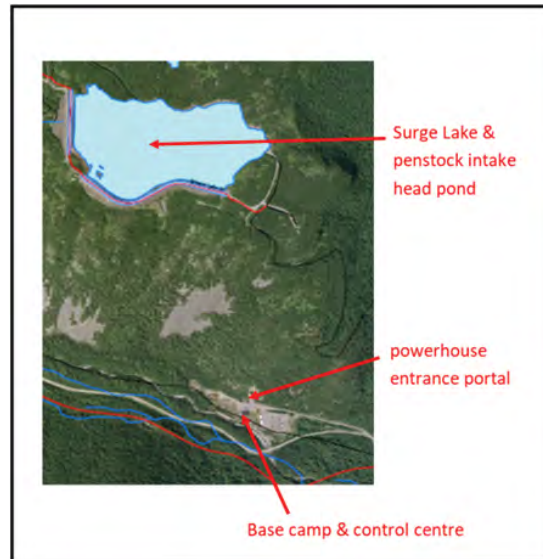 Surge Lake &
penstock intake
head pond
powerhouse
entrance portal
Base camp & control centre